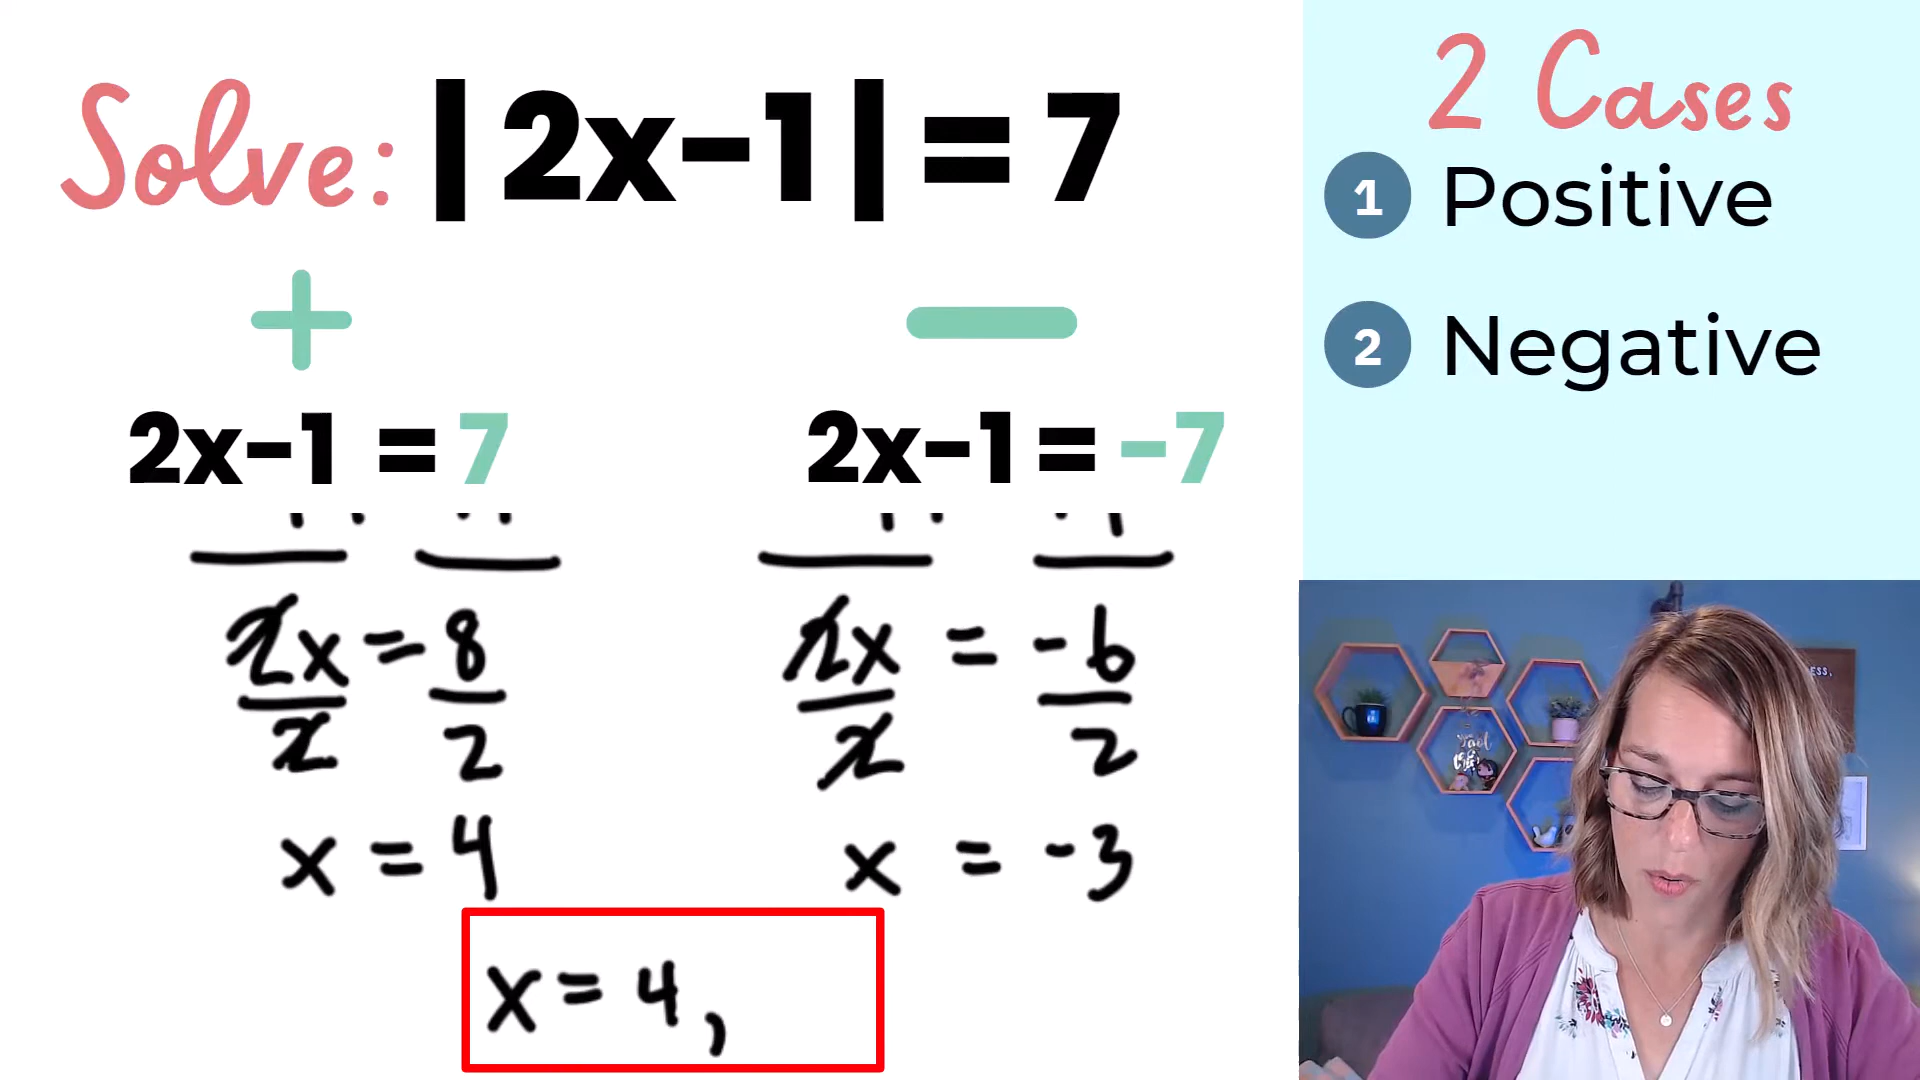 Solve: |2x-1|=7
2 Cases
1 Positive
2 Negative
+
−
2x-1 = 7
2x-1 = -7
2x = 8
2 2
x = 4
2x = -6
2 2
x = -3
x = 4,
ESS,